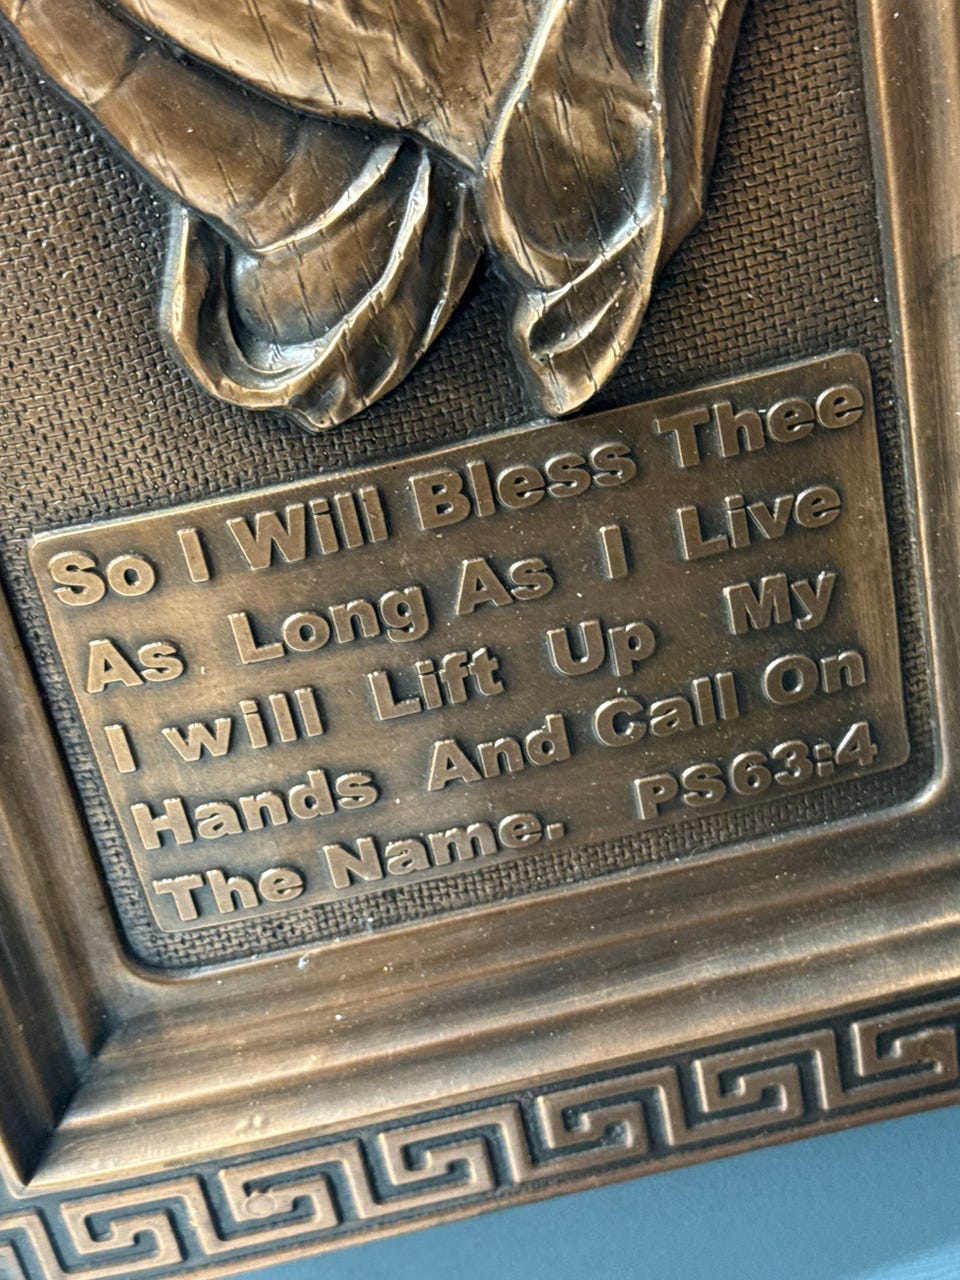 So I Will Bless Thee
As Long As I Live
I will Lift Up My
Hands And Call On
The Name. PS63:4